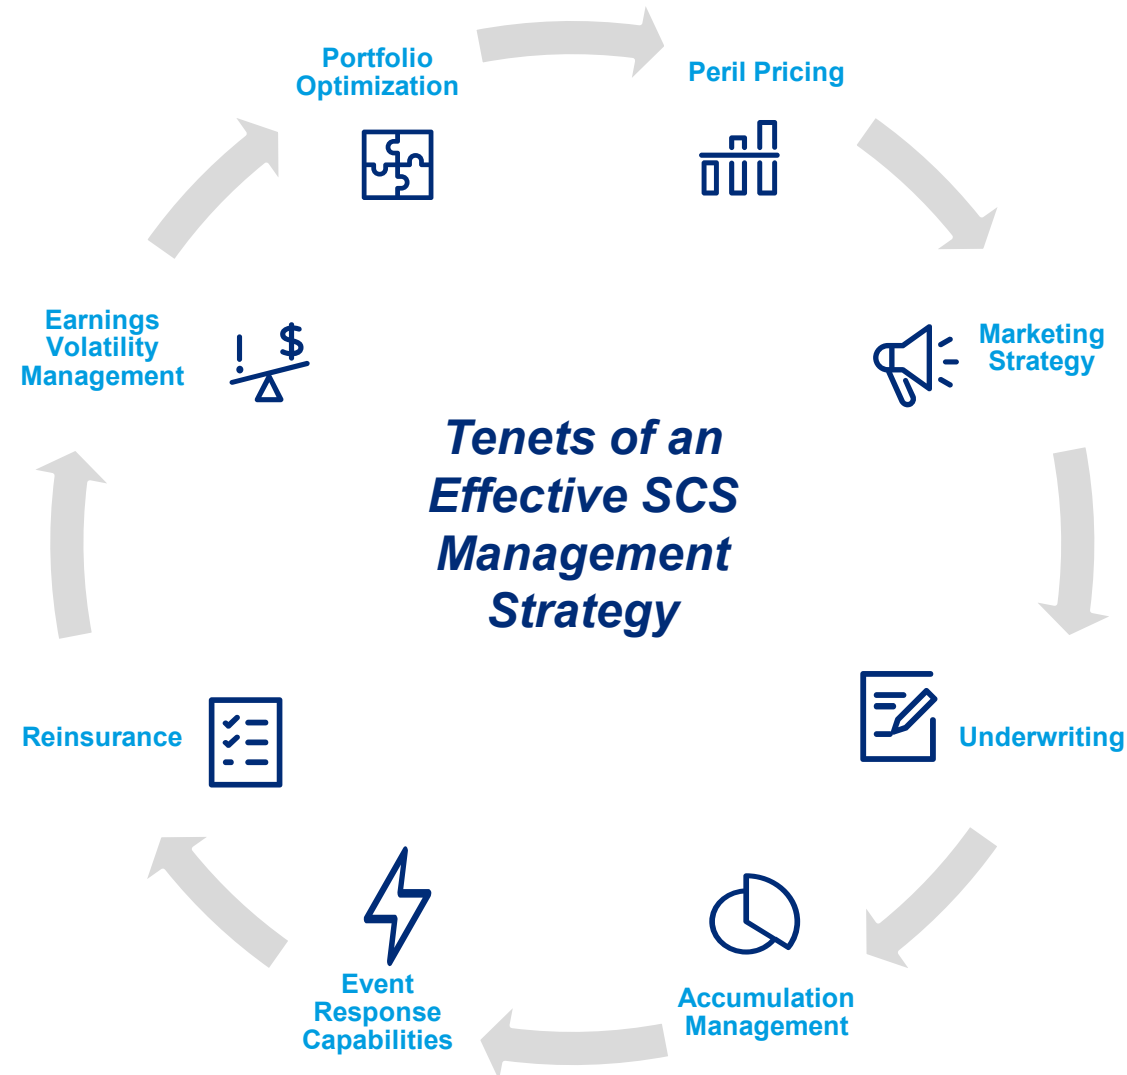 Portfolio
Optimization
Peril Pricing
Marketing
Strategy
Underwriting
Accumulation
Management
Event
Response
Capabilities
Reinsurance
Earnings
Volatility
Management
! $
Tenets of an
Effective SCS
Management
Strategy